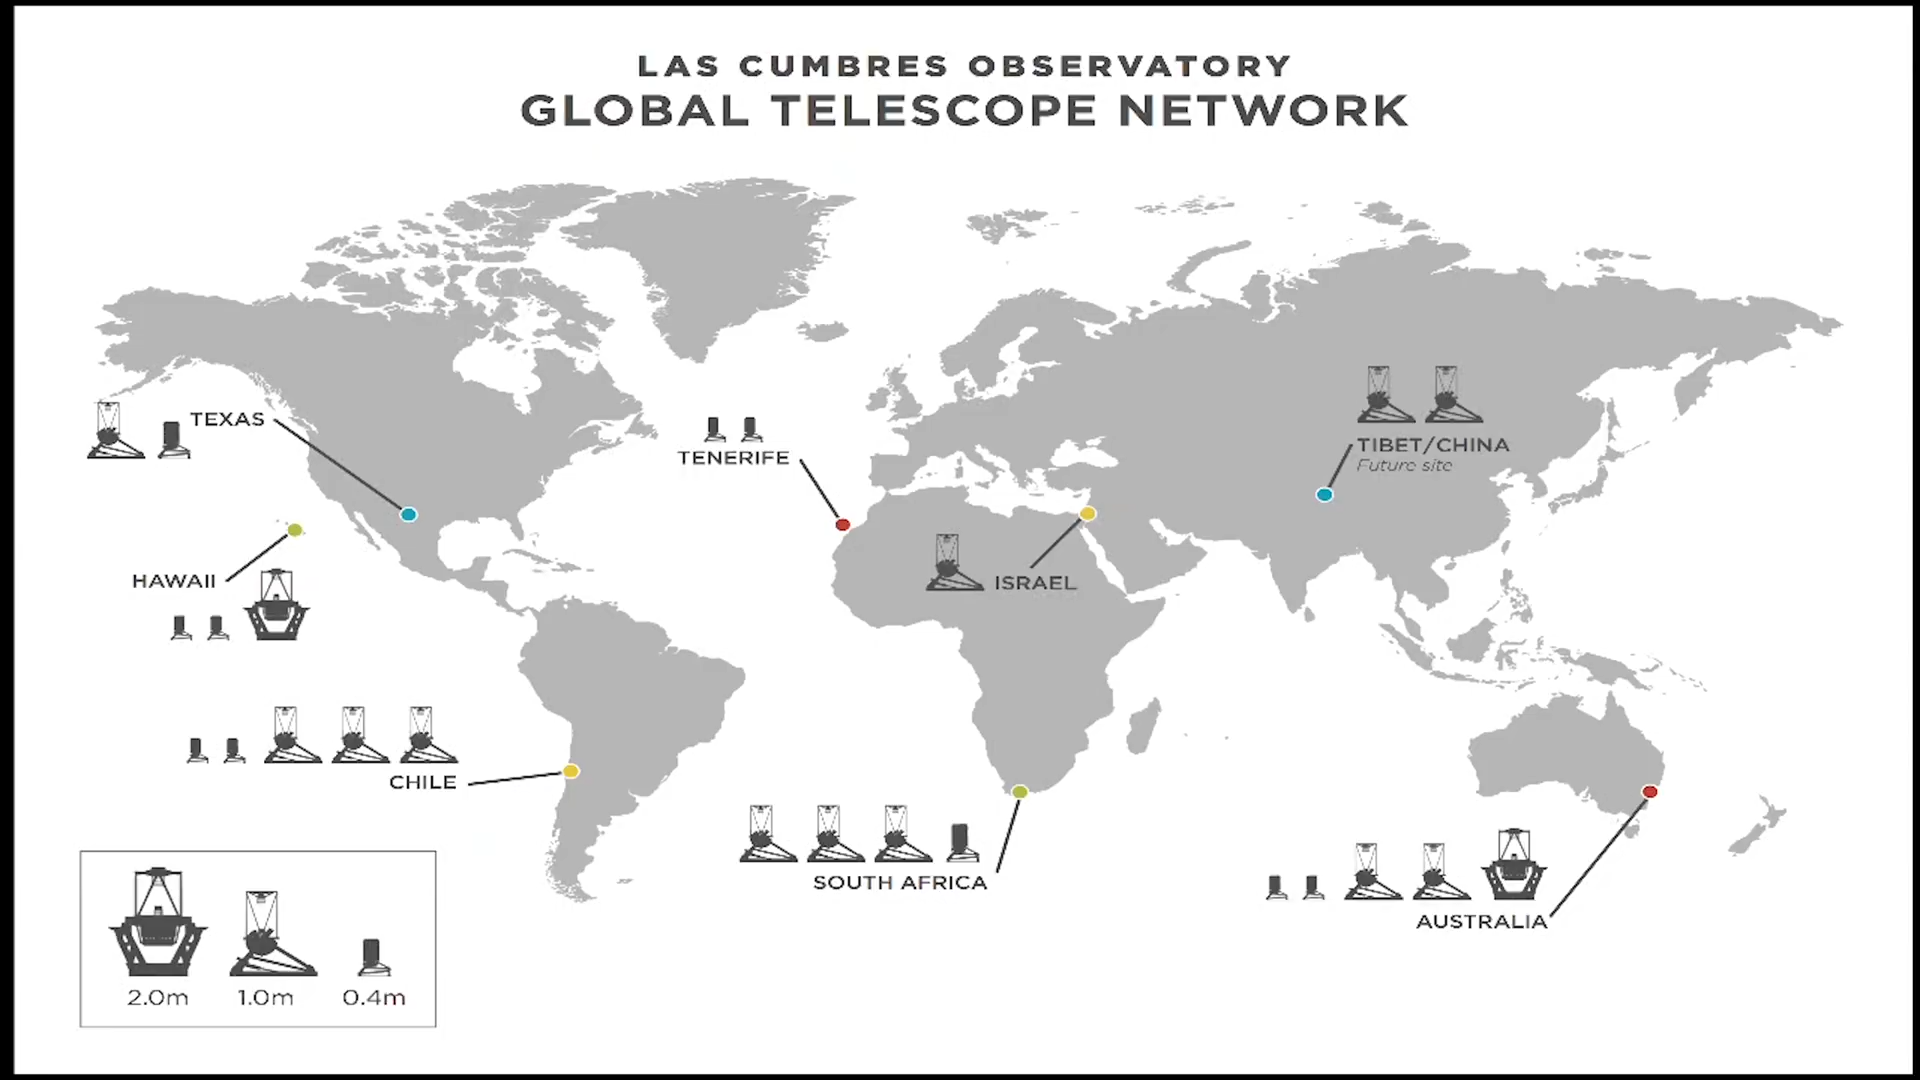 LAS CUMBRES OBSERVATORY
GLOBAL TELESCOPE NETWORK
TEXAS
TENERIFE
TIBET/CHINA
Future site
HAWAII
ISRAEL
CHILE
SOUTH AFRICA
AUSTRALIA
2.0m 1.0m 0.4m